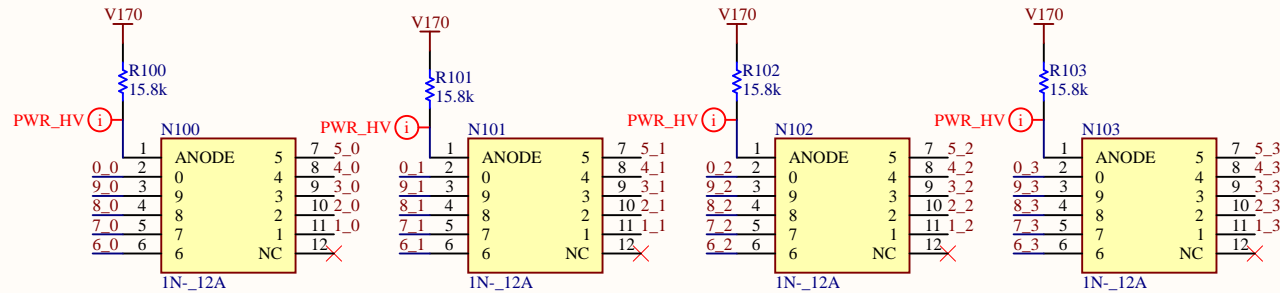 V170 V170 V170 V170
R100 R101 R102 R103
15.8k 15.8k 15.8k 15.8k
PWR_HV i PWR_HV i PWR_HV i PWR_HV i
N100 N101 N102 N103
1 ANODE 5 7 5_0 1 ANODE 5 7 5_1 1 ANODE 5 7 5_2 1 ANODE 5 7 5_3
0_0 2 0 4 8 4_0 0_1 2 0 4 8 4_1 0_2 2 0 4 8 4_2 0_3 2 0 4 8 4_3
9_0 3 9 3 9 3_0 9_1 3 9 3 9 3_1 9_2 3 9 3 9 3_2 9_3 3 9 3 9 3_3
8_0 4 8 2 10 2_0 8_1 4 8 2 10 2_1 8_2 4 8 2 10 2_2 8_3 4 8 2 10 2_3
7_0 5 7 1 11 1_0 7_1 5 7 1 11 1_1 7_2 5 7 1 11 1_2 7_3 5 7 1 11 1_3
6_0 6 6 NC 12 6_1 6 6 NC 12 6_2 6 6 NC 12 6_3 6 6 NC 12
1N-_12A 1N-_12A 1N-_12A 1N-_12A